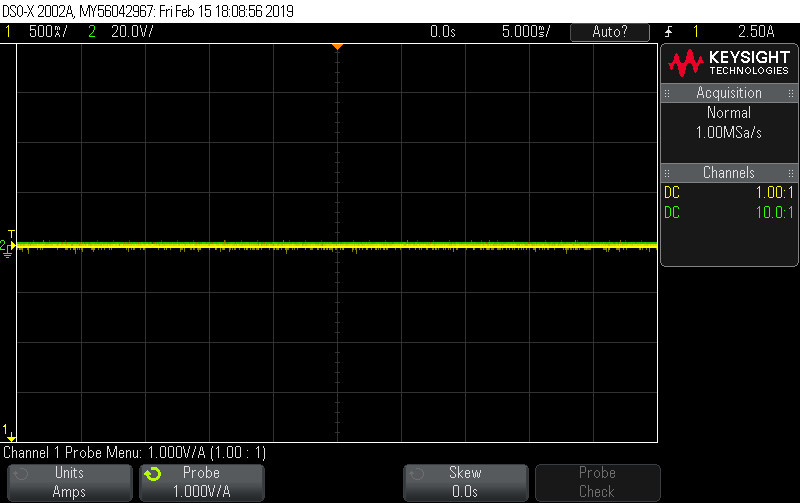 DSO-X 2002A, MY56042967: Fri Feb 15 18:08:56 2019
1 500%/ 2 20.0V/ 0.0s 5.000%/ Auto? 1 2.50A
KEYSIGHT
TECHNOLOGIES
Acquisition
Normal
1.00MSa/s
Channels
DC 1.00:1
DC 10.0:1
T
2
1
Channel 1 Probe Menu: 1.000V/A (1.00 : 1)
Units
Amps
Probe
1.000V/A
Skew
0.0s
Probe
Check